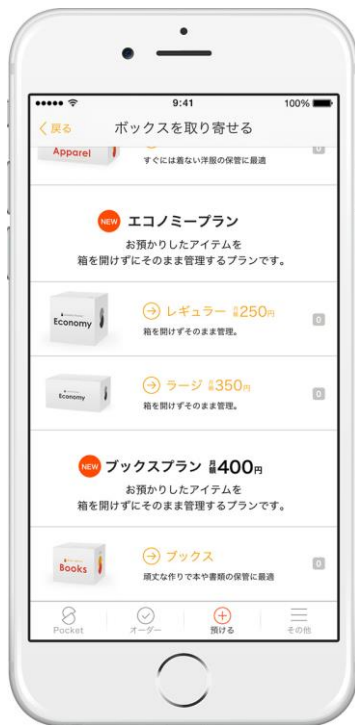 9:41
100%
戻る
ボックスを取り寄せる
Apparel
すぐには着ない洋服の保管に最適
0
NEW エコノミープラン
お預かりしたアイテムを
箱を開けずにそのまま管理するプランです。
Economy
レギュラー 月額250円
箱を開けずそのまま管理。
0
Economy
ラージ 月額350円
箱を開けずそのまま管理。
0
NEW ブックスプラン 月額400円
お預かりしたアイテムを
箱を開けずにそのまま管理するプランです。
Books
ブックス
頑丈な作りで本や書類の保管に最適
0
Pocket
オーダー
預ける
その他